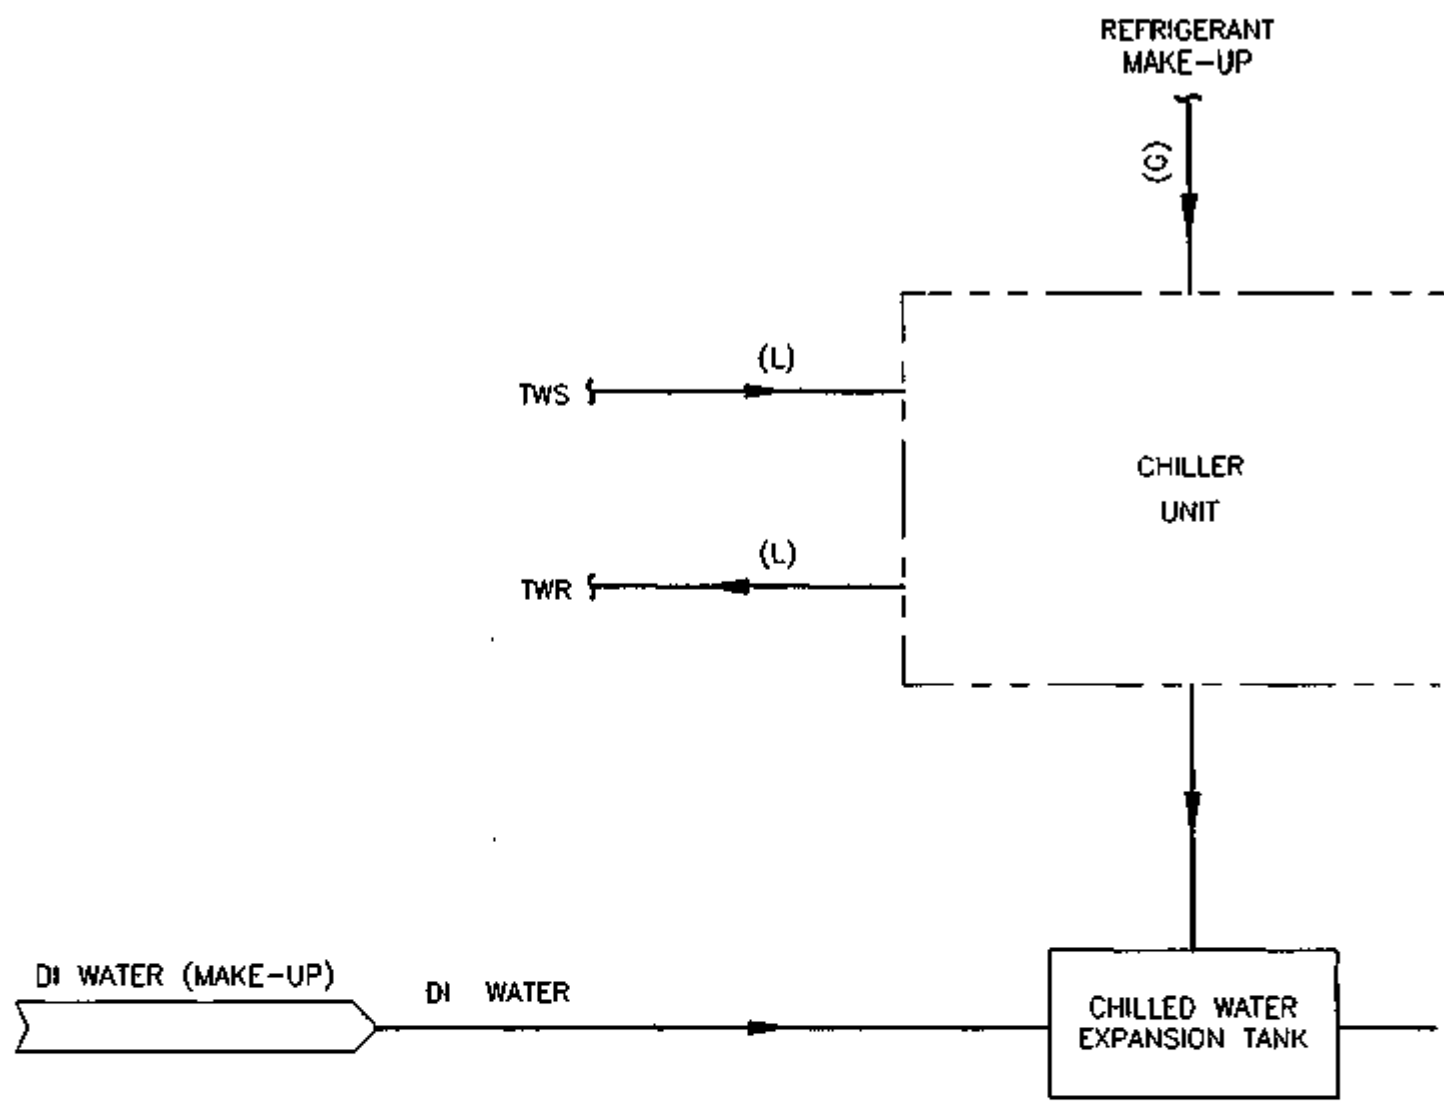 REFRIGERANT
MAKE-UP
(G)
(L)
TWS
CHILLER
UNIT
(L)
TWR
DI WATER (MAKE-UP)
DI WATER
CHILLED WATER
EXPANSION TANK